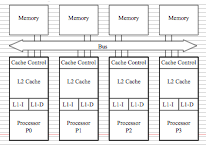 Memory Memory Memory Memory
Bus
Cache Control Cache Control Cache Control Cache Control
L2 Cache L2 Cache L2 Cache L2 Cache
L1-I L1-D L1-I L1-D L1-I L1-D L1-I L1-D
Processor Processor Processor Processor
P0 P1 P2 P3